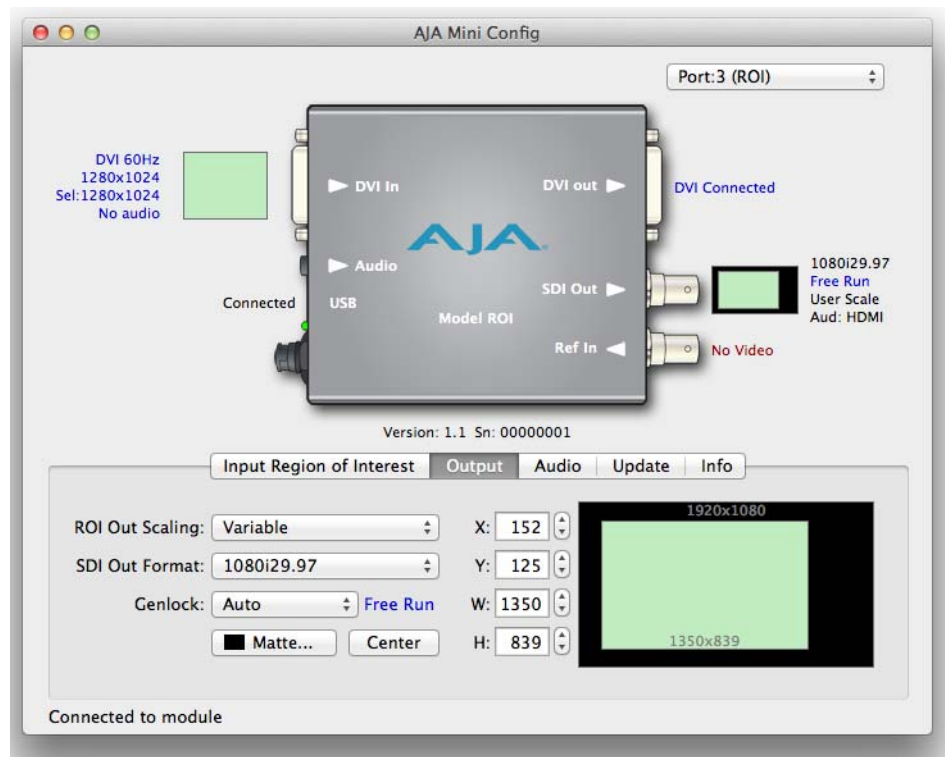 AJA Mini Config
Port:3 (ROI)
DVI 60Hz
1280x1024
Sel:1280x1024
No audio
DVI In
DVI out
DVI Connected
AJA
Audio
Connected
USB
Model ROI
SDI Out
1080i29.97
Free Run
User Scale
Aud: HDMI
Ref In
No Video
Version: 1.1 Sn: 00000001
Input Region of Interest
Output
Audio
Update
Info
ROI Out Scaling: Variable
SDI Out Format: 1080i29.97
Genlock: Auto Free Run
Matte... Center
X: 152
Y: 125
W: 1350
H: 839
1920x1080
1350x839
Connected to module